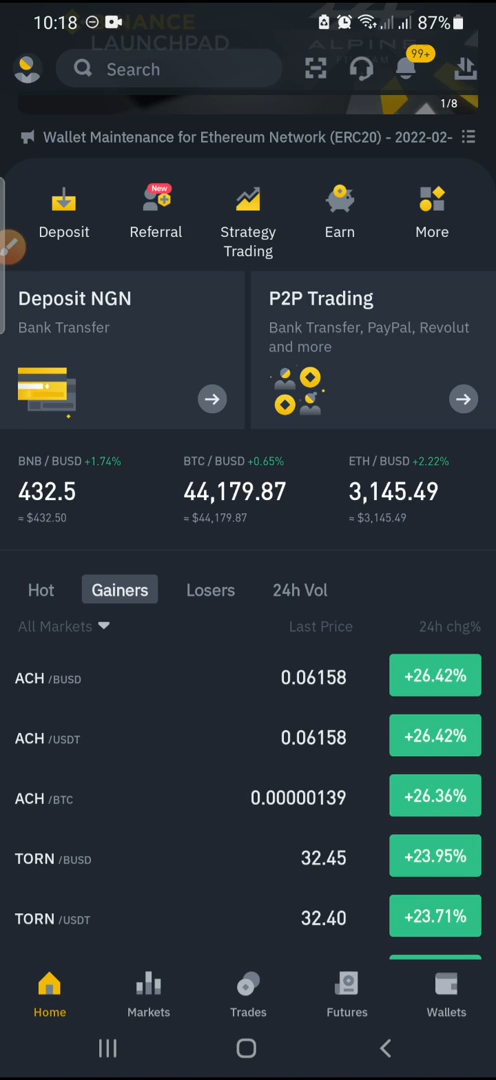 10:18 87%
BINANCE
LAUNCHPAD ALPINE
Search 99+
1/8
Wallet Maintenance for Ethereum Network (ERC20) - 2022-02-
New
Deposit Referral Strategy Trading Earn More
Deposit NGN
Bank Transfer
P2P Trading
Bank Transfer, PayPal, Revolut
and more
BNB / BUSD +1.74% BTC / BUSD +0.65% ETH / BUSD +2.22%
432.5 44,179.87 3,145.49
≈ $432.50 ≈ $44,179.87 ≈ $3,145.49
Hot Gainers Losers 24h Vol
All Markets Last Price 24h chg%
ACH /BUSD 0.06158 +26.42%
ACH /USDT 0.06158 +26.42%
ACH /BTC 0.00000139 +26.36%
TORN /BUSD 32.45 +23.95%
TORN /USDT 32.40 +23.71%
Home Markets Trades Futures Wallets